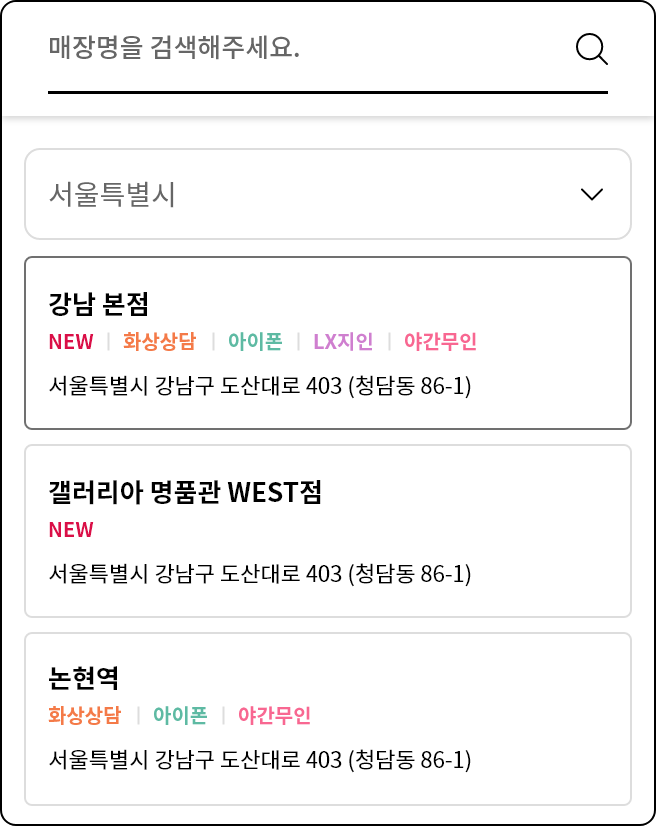 매장명을 검색해주세요.
서울특별시
강남 본점
NEW | 화상상담 | 아이폰 | LX지인 | 야간무인
서울특별시 강남구 도산대로 403 (청담동 86-1)
갤러리아 명품관 WEST점
NEW
서울특별시 강남구 도산대로 403 (청담동 86-1)
논현역
화상상담 | 아이폰 | 야간무인
서울특별시 강남구 도산대로 403 (청담동 86-1)